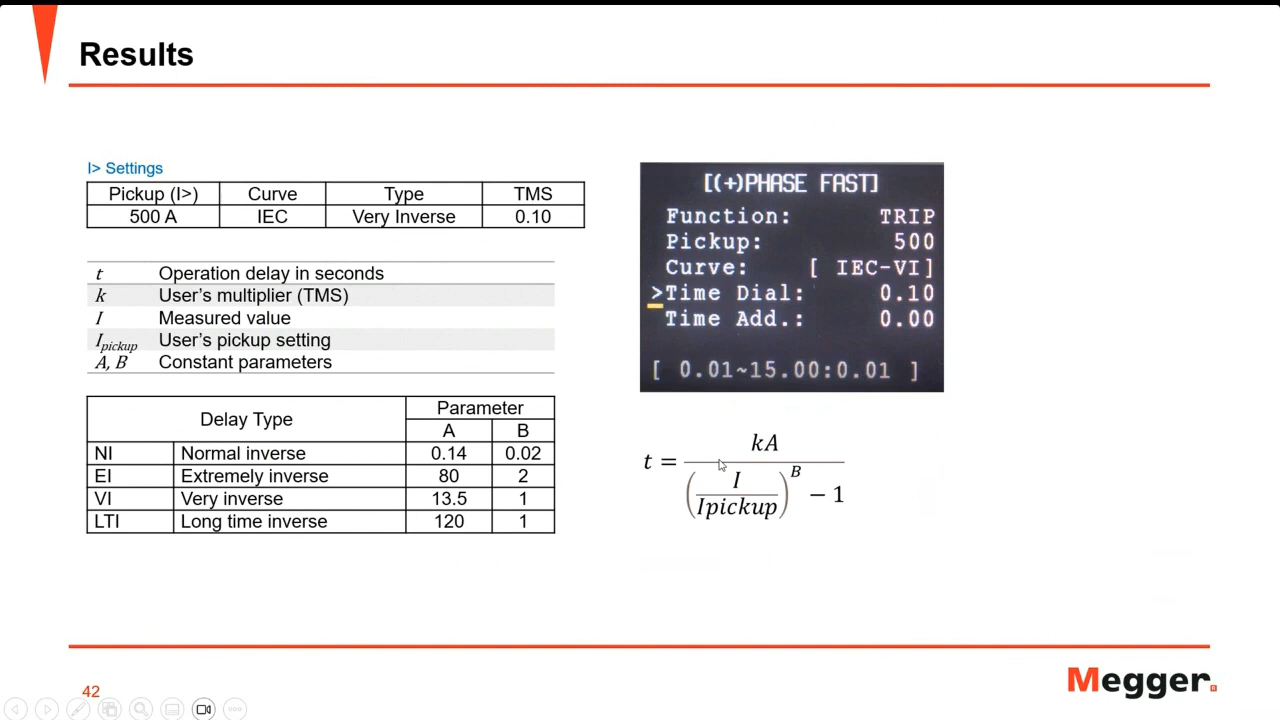 Results
I> Settings
Pickup (I>) Curve Type TMS
500 A IEC Very Inverse 0.10
t Operation delay in seconds
k User's multiplier (TMS)
I Measured value
Ipickup User's pickup setting
A, B Constant parameters
Delay Type Parameter
A B
NI Normal inverse 0.14 0.02
EI Extremely inverse 80 2
VI Very inverse 13.5 1
LTI Long time inverse 120 1
[(+)PHASE FAST]
Function: TRIP
Pickup: 500
Curve: [ IEC-VI]
>Time Dial: 0.10
Time Add.: 0.00
[ 0.01~15.00:0.01 ]
t = kA / (I / Ipickup)^B − 1
42
Megger